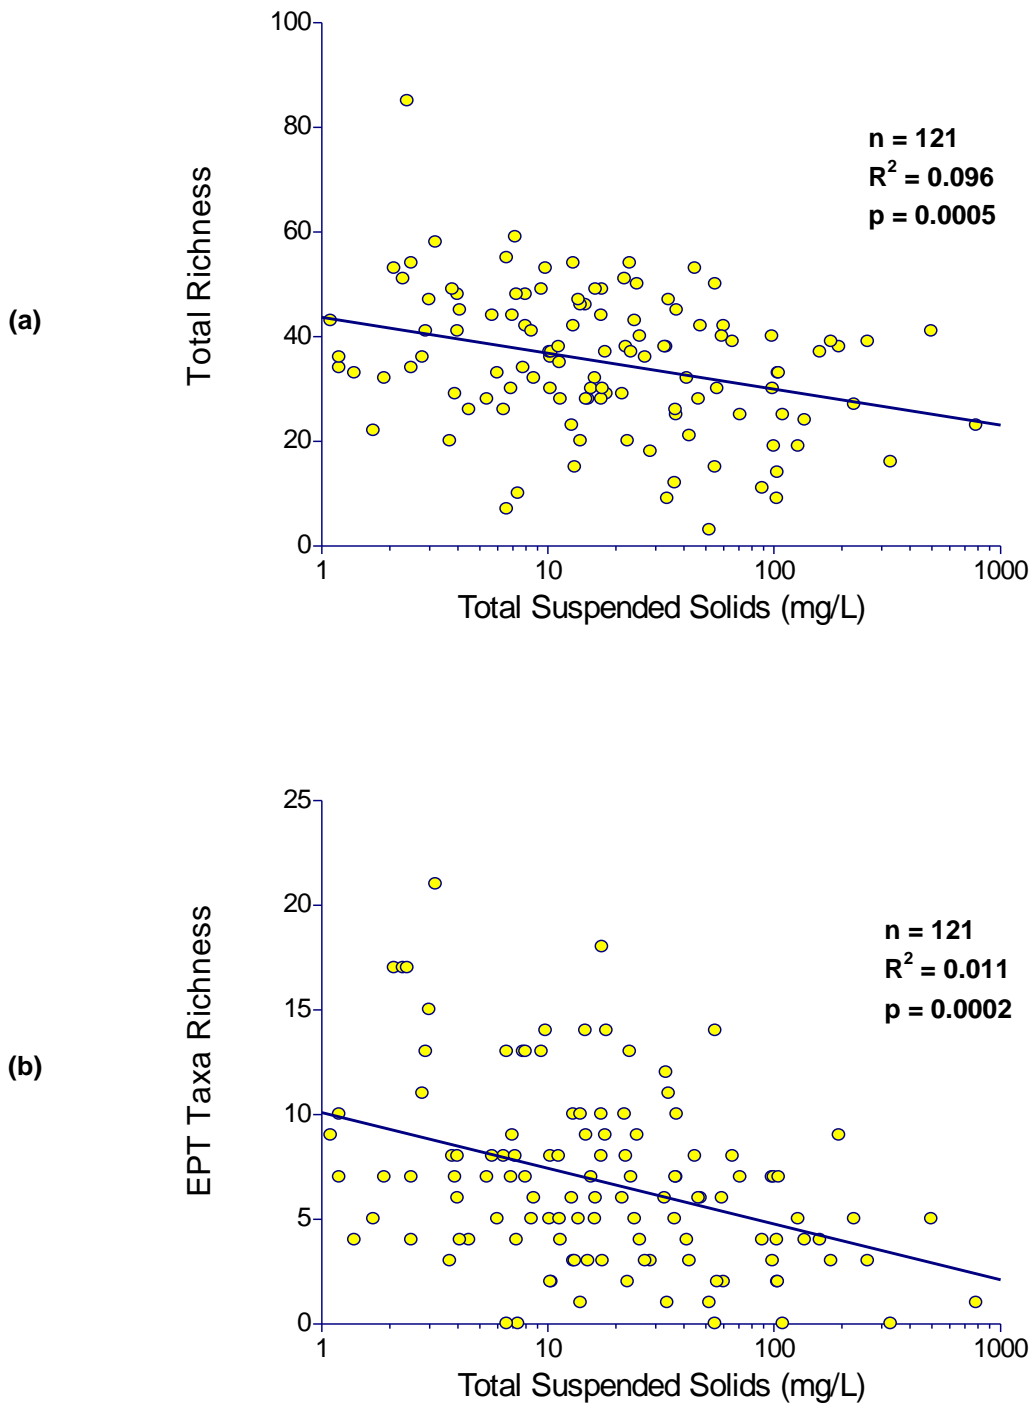 (a)
Total Richness
100
80
60
40
20
0
n = 121
R² = 0.096
p = 0.0005
1 10 100 1000
Total Suspended Solids (mg/L)
(b)
EPT Taxa Richness
25
20
15
10
5
0
n = 121
R² = 0.011
p = 0.0002
1 10 100 1000
Total Suspended Solids (mg/L)